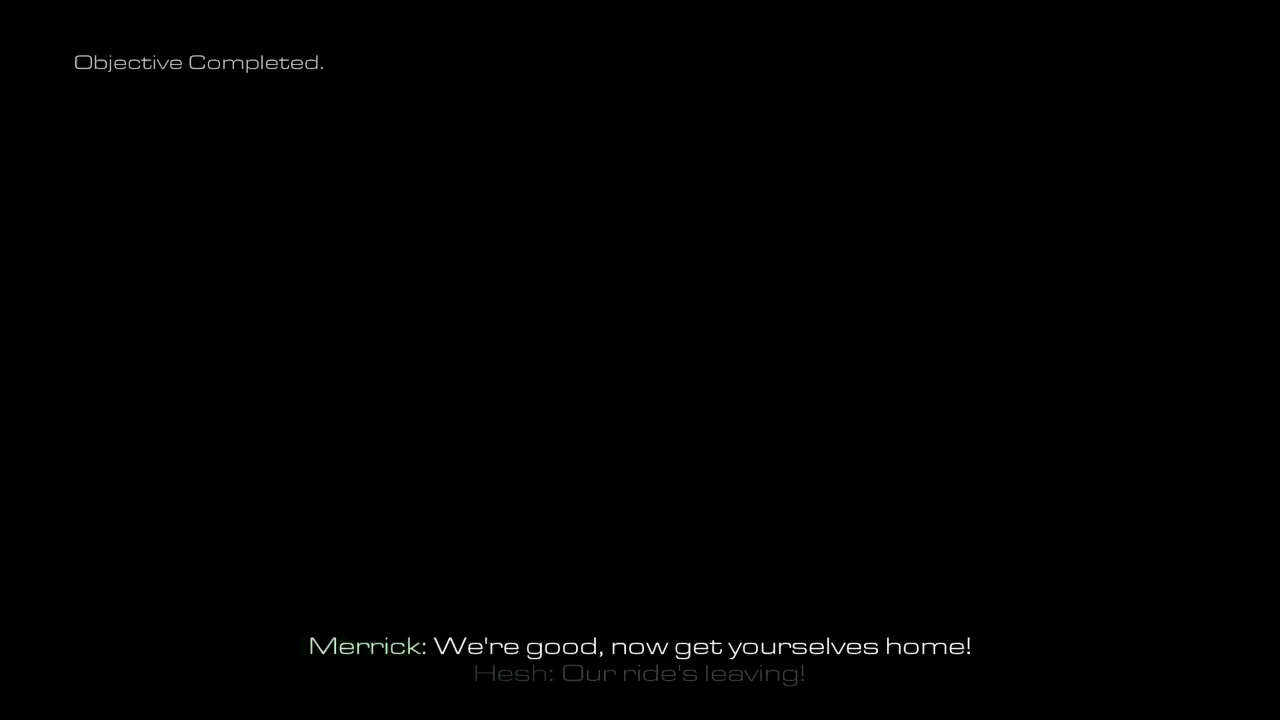 Objective Completed.
Merrick: We're good, now get yourselves home!
Hesh: Our ride's leaving!